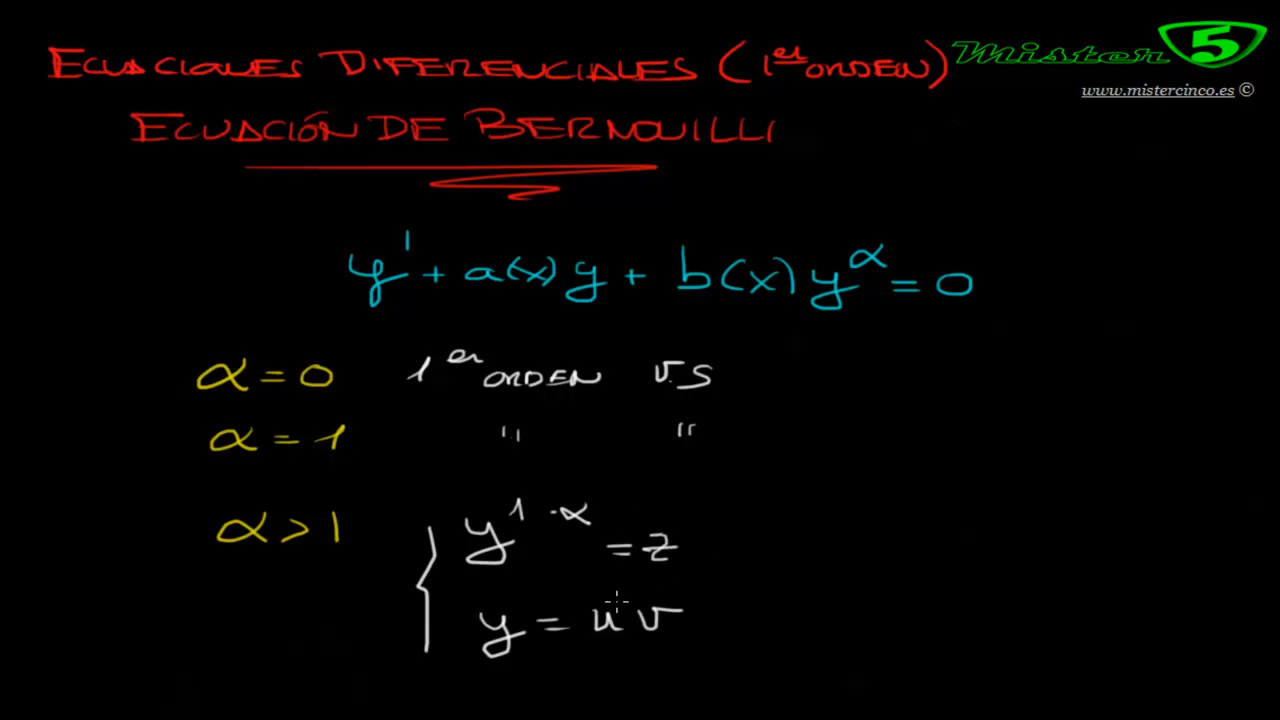 ECUACIONES DIFERENCIALES (1er ORDEN)
Mister 5
www.mistercinco.es ©
ECUACIÓN DE BERNOUILLI
y' + a(x) y + b(x) y^α = 0
α = 0 1er ORDEN V.S
α = 1 " "
α > 1 { y^1-α = z
y = u v